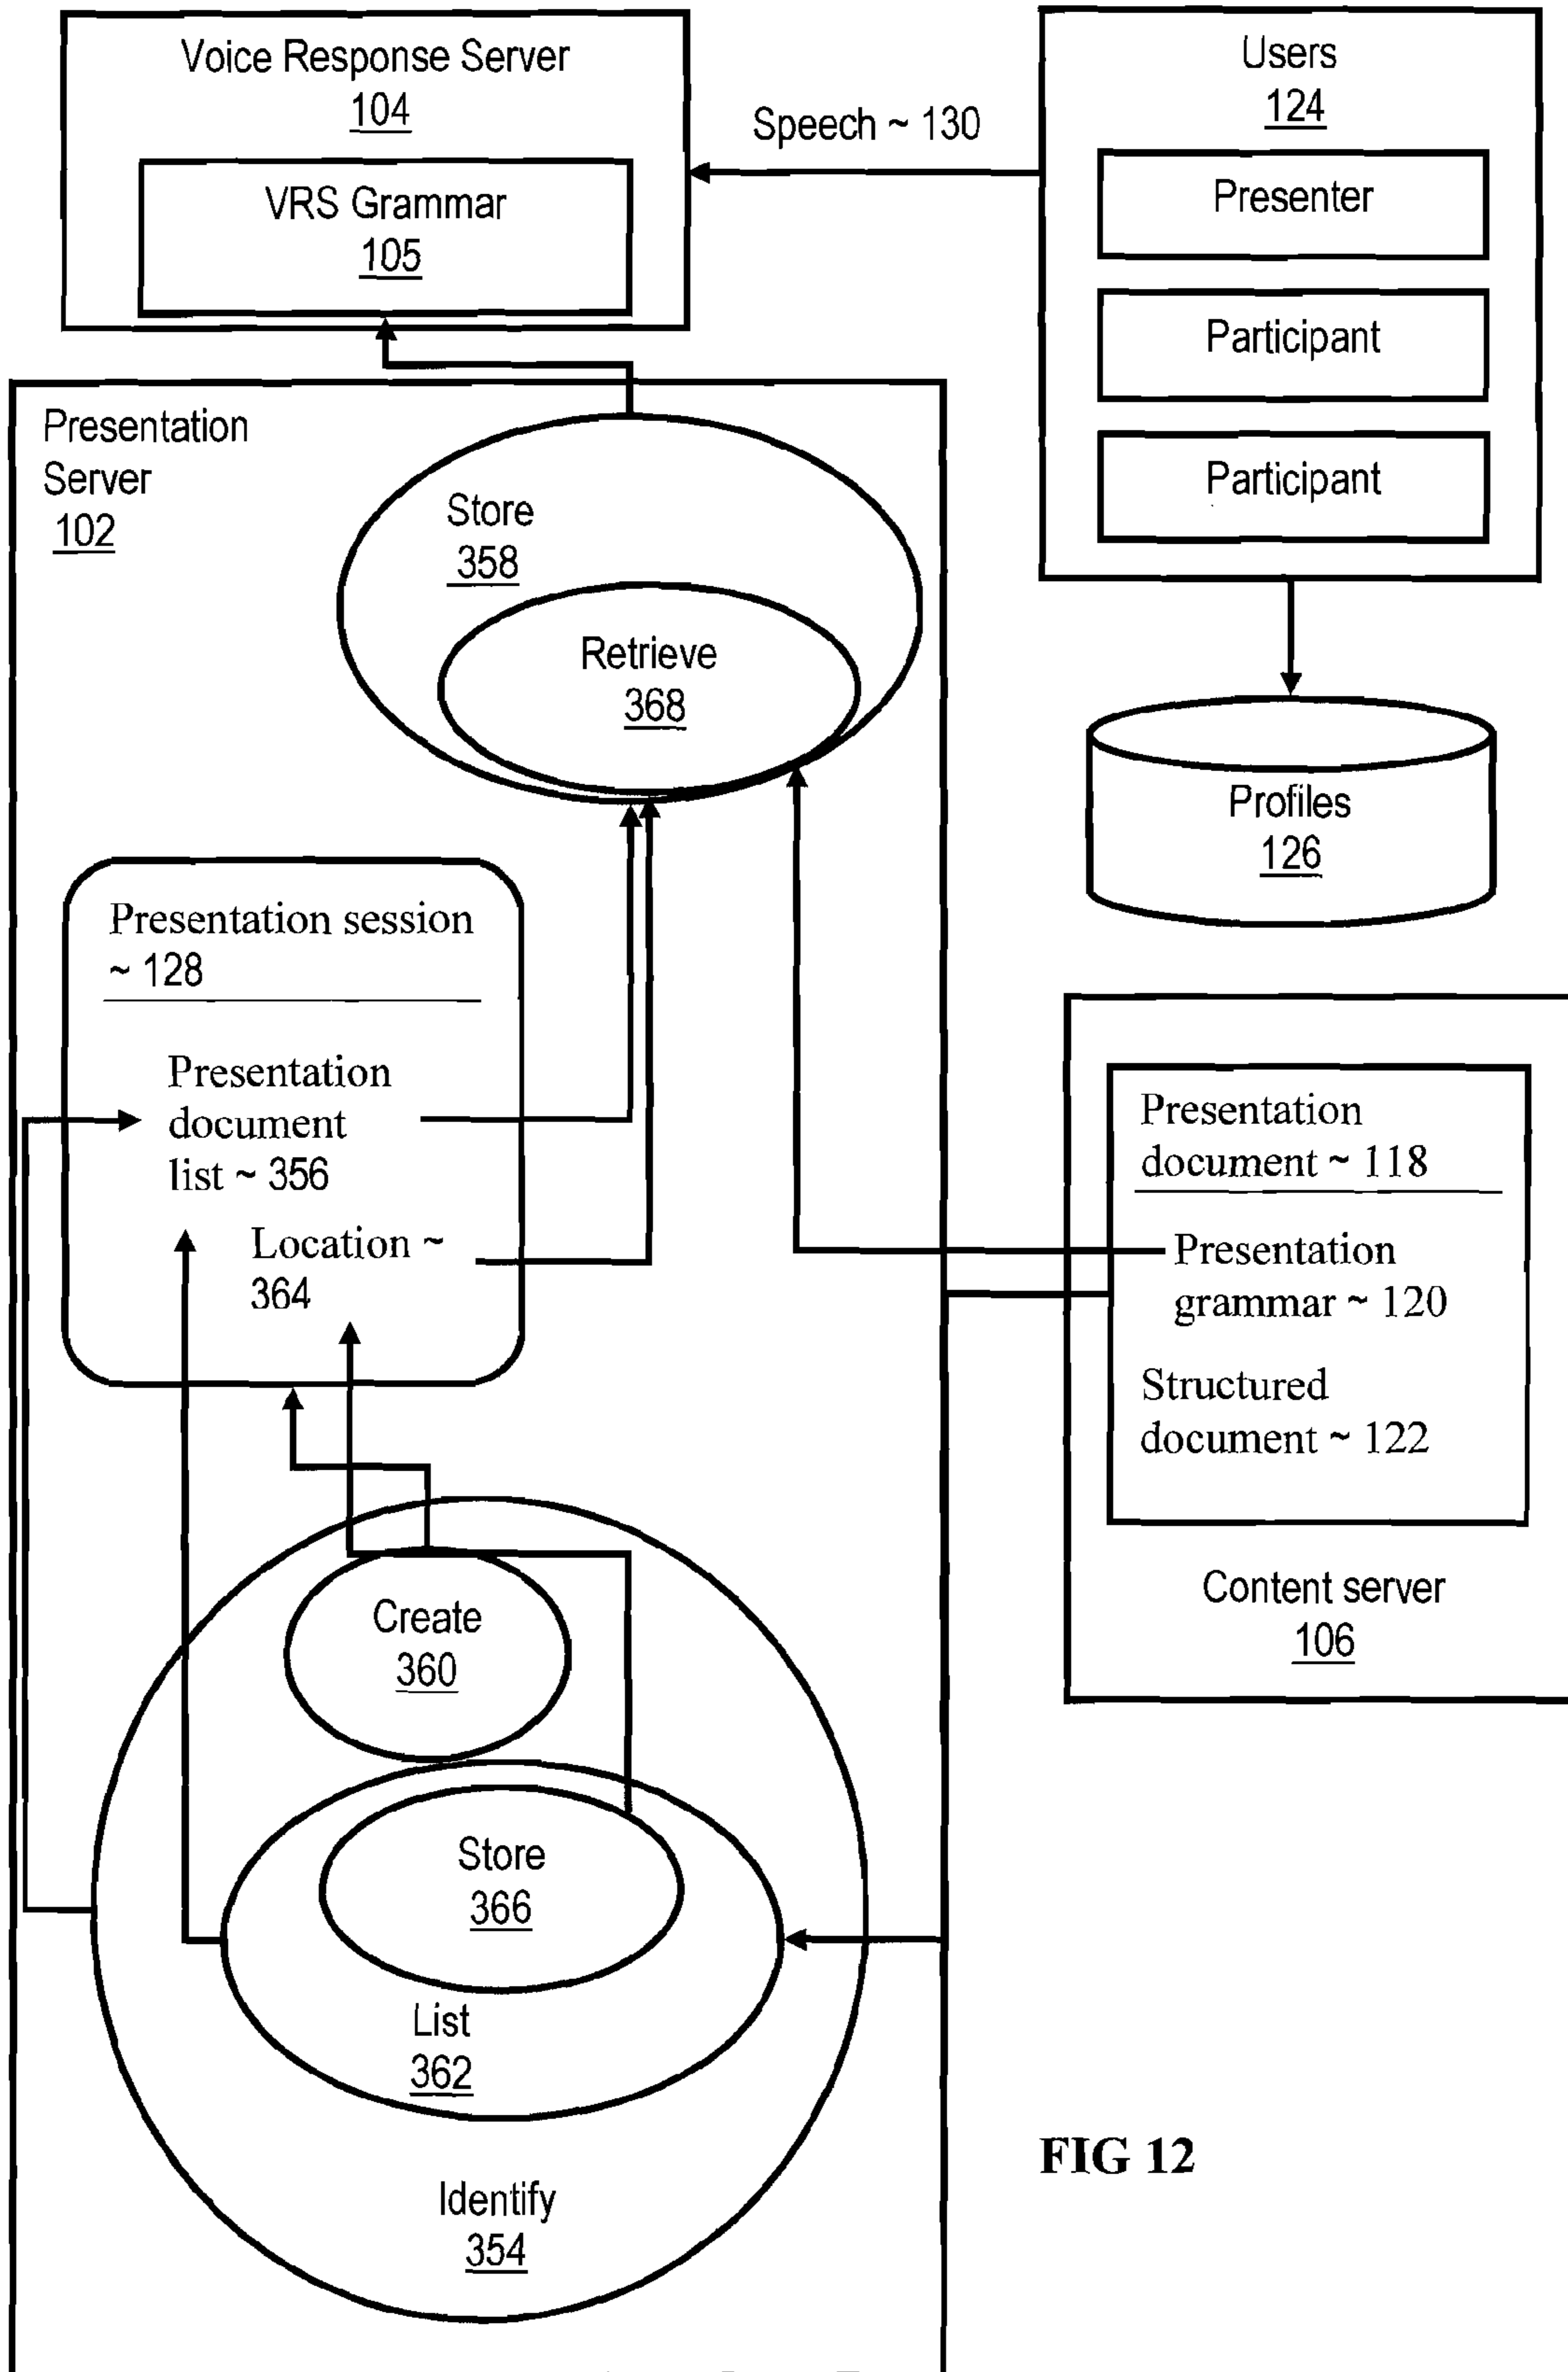 Voice Response Server
104
VRS Grammar
105
Speech ~ 130
Users
124
Presenter
Participant
Participant
Profiles
126
Presentation
Server
102
Store
358
Retrieve
368
Presentation session
~ 128
Presentation
document
list ~ 356
Location ~
364
Presentation
document ~ 118
Presentation
grammar ~ 120
Structured
document ~ 122
Content server
106
Create
360
Store
366
List
362
Identify
354
FIG 12